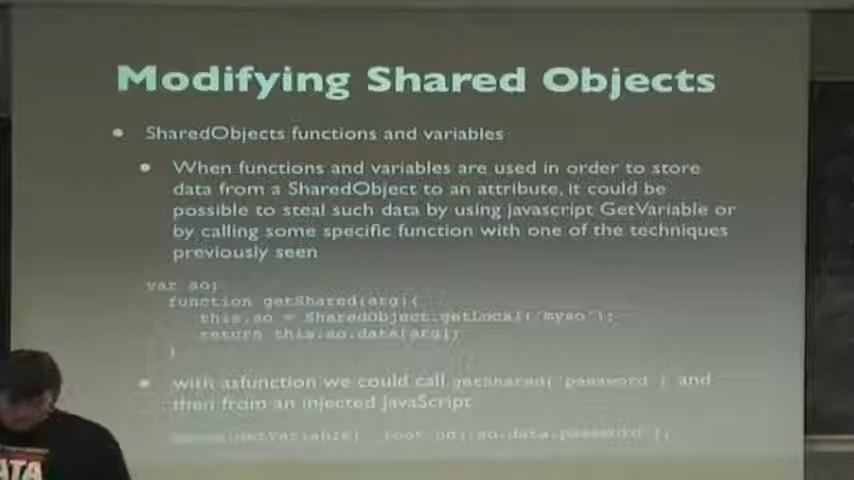 Modifying Shared Objects
• SharedObjects functions and variables
• When functions and variables are used in order to store
data from a SharedObject to an attribute, it could be
possible to steal such data by using javascript GetVariable or
by calling some specific function with one of the techniques
previously seen
var so;
function getShared(arg){
this.so = SharedObject.getLocal('myso');
return this.so.data(arg);
}
• with asfunction we could call getShared('password') and
then from an injected JavaScript
GetVariable(
ATA